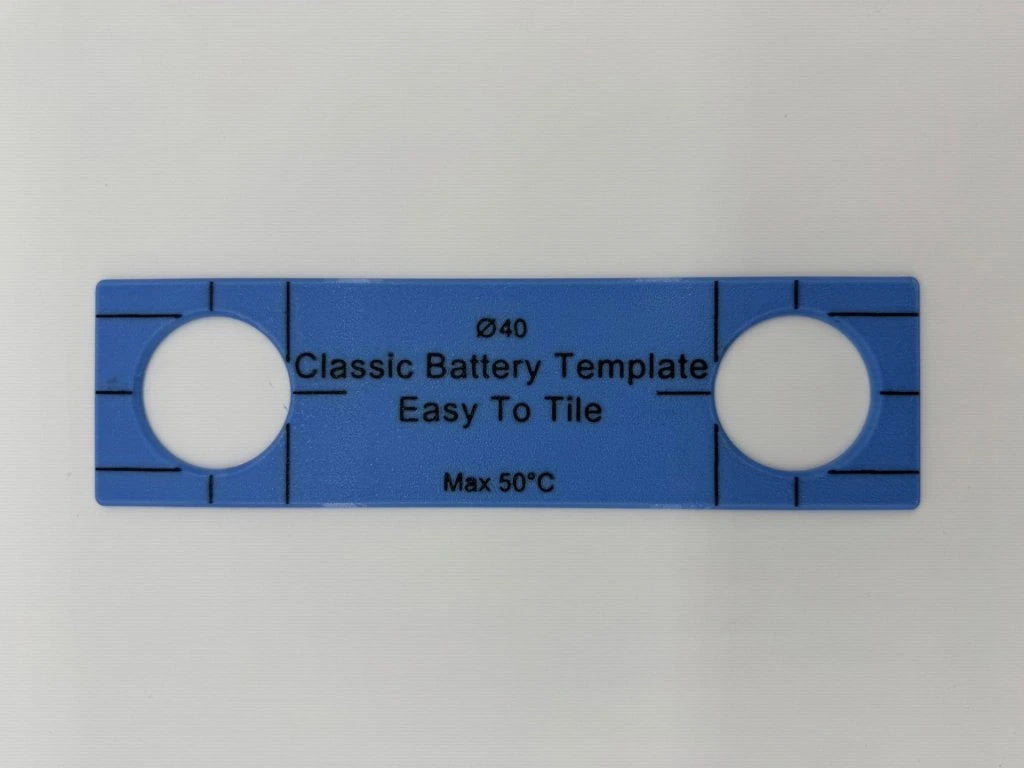 Ø40
Classic Battery Template
Easy To Tile
Max 50°C